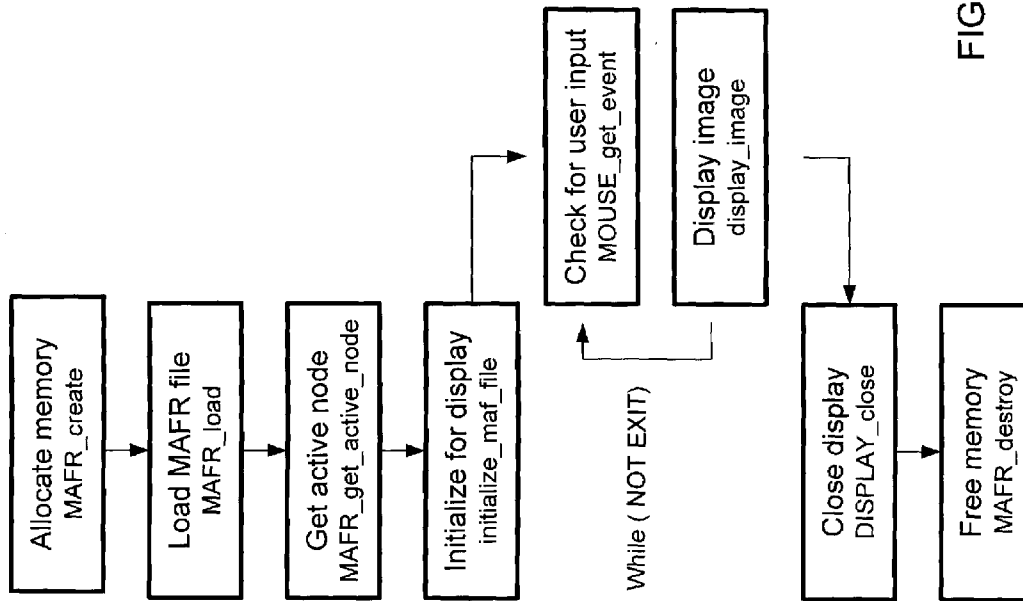 Allocate memory
MAFR_create
Load MAFR file
MAFR_load
Get active node
MAFR_get_active_node
Initialize for display
initialize_maf_file
Check for user input
MOUSE_get_event
Display image
display_image
While ( NOT EXIT)
Close display
DISPLAY_close
Free memory
MAFR_destroy
FIG